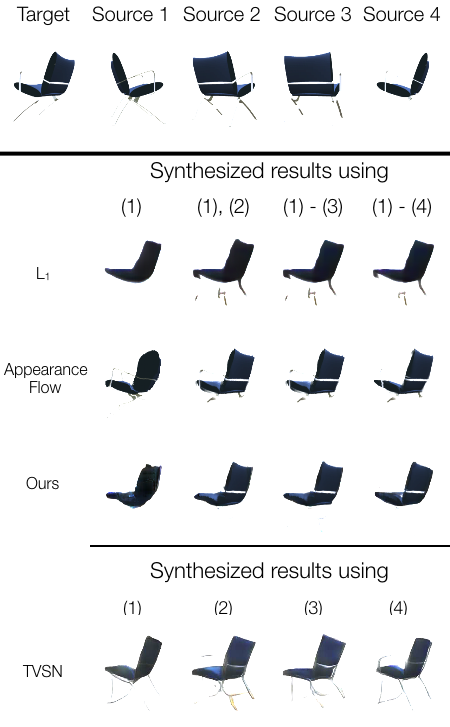 Target Source 1 Source 2 Source 3 Source 4
Synthesized results using
(1) (1), (2) (1) - (3) (1) - (4)
L₁
Appearance
Flow
Ours
Synthesized results using
(1) (2) (3) (4)
TVSN